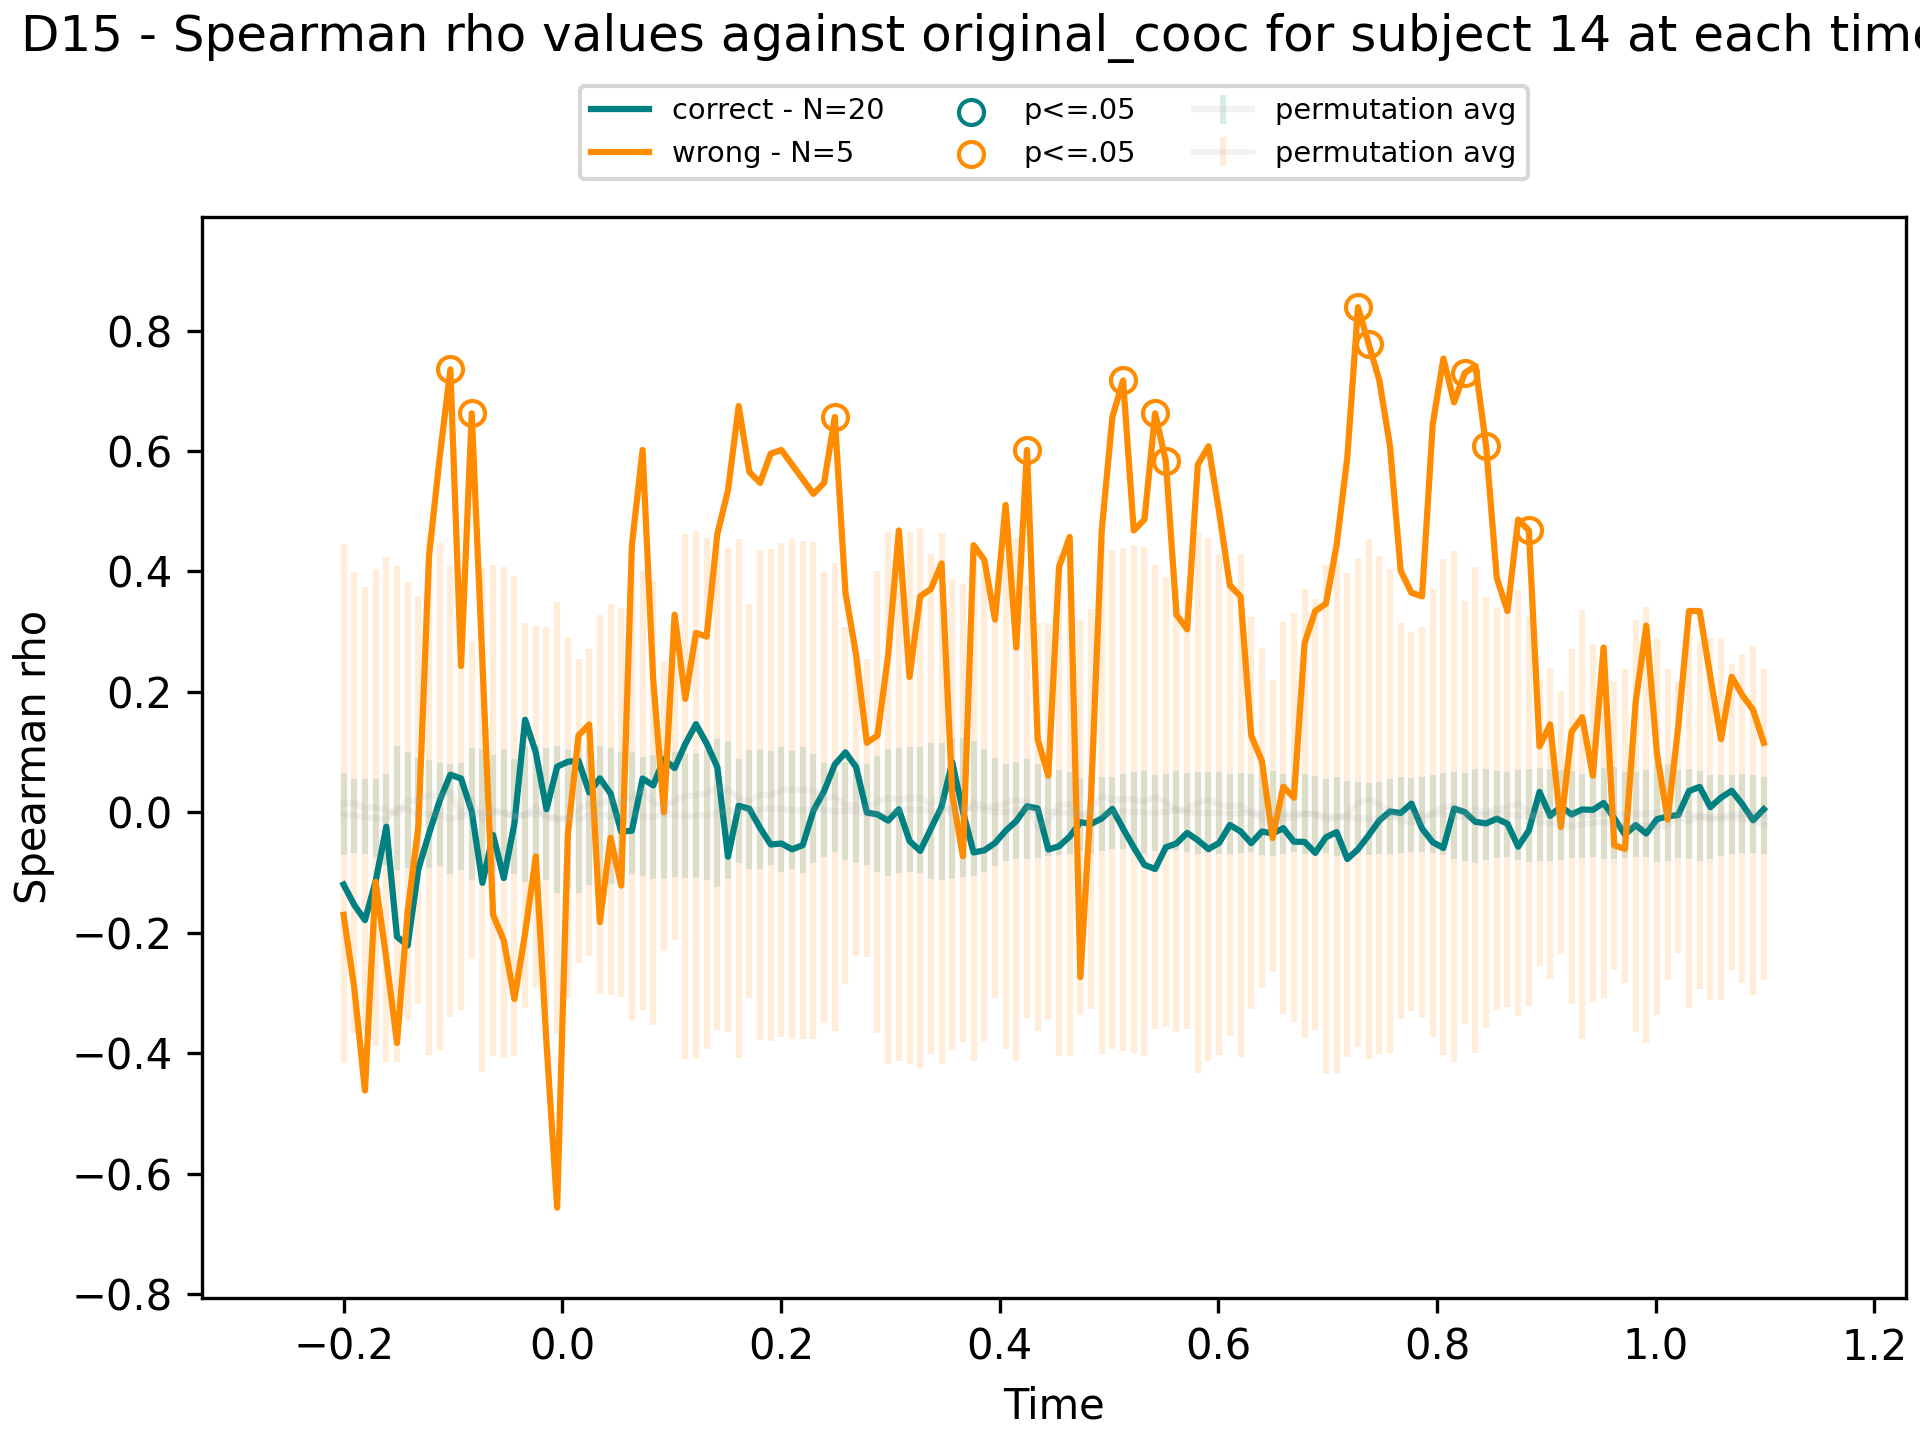 D15 - Spearman rho values against original_cooc for subject 14 at each time
correct - N=20
wrong - N=5
p<=.05
p<=.05
permutation avg
permutation avg
Spearman rho
0.8
0.6
0.4
0.2
0.0
−0.2
−0.4
−0.6
−0.8
−0.2
0.0
0.2
0.4
0.6
0.8
1.0
1.2
Time